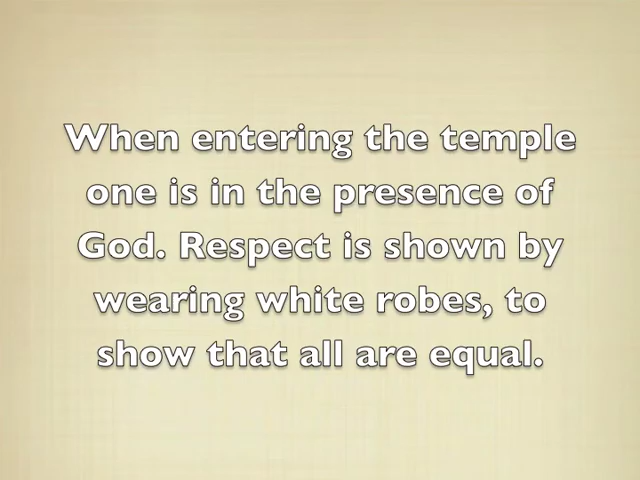 When entering the temple
one is in the presence of
God. Respect is shown by
wearing white robes, to
show that all are equal.